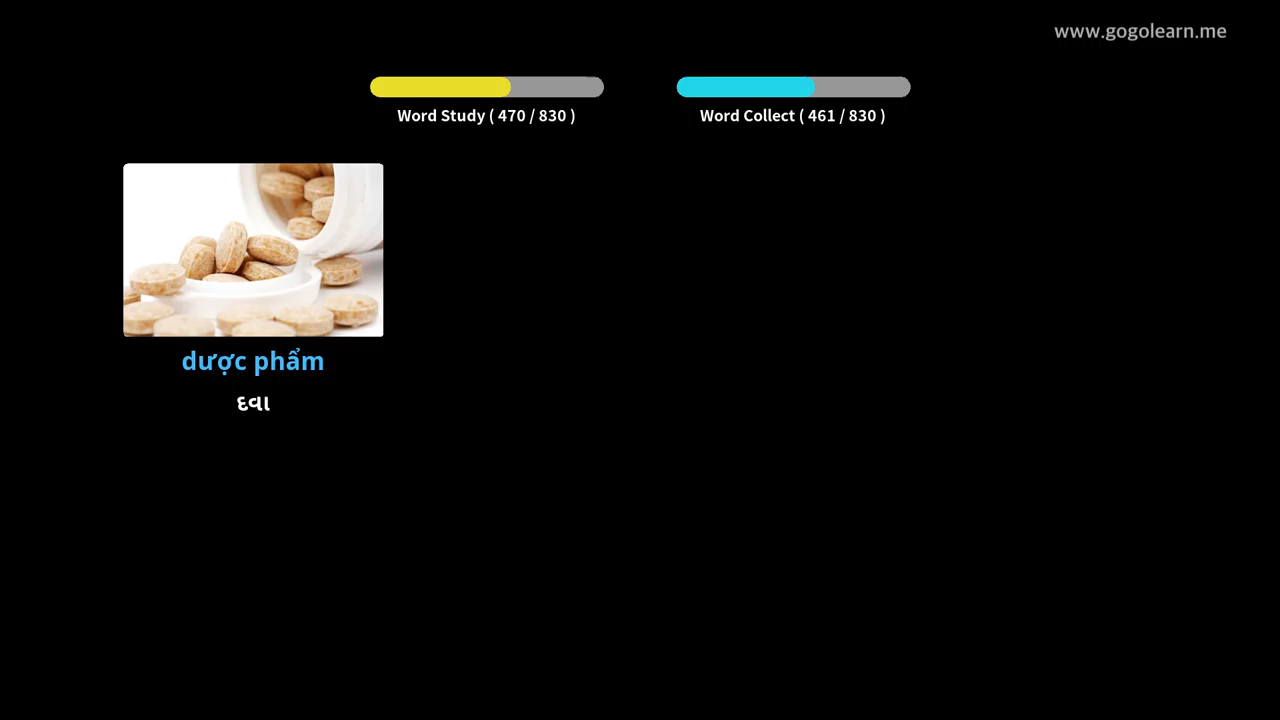 www.gogolearn.me
Word Study ( 470 / 830 )
Word Collect ( 461 / 830 )
dược phẩm
દવા